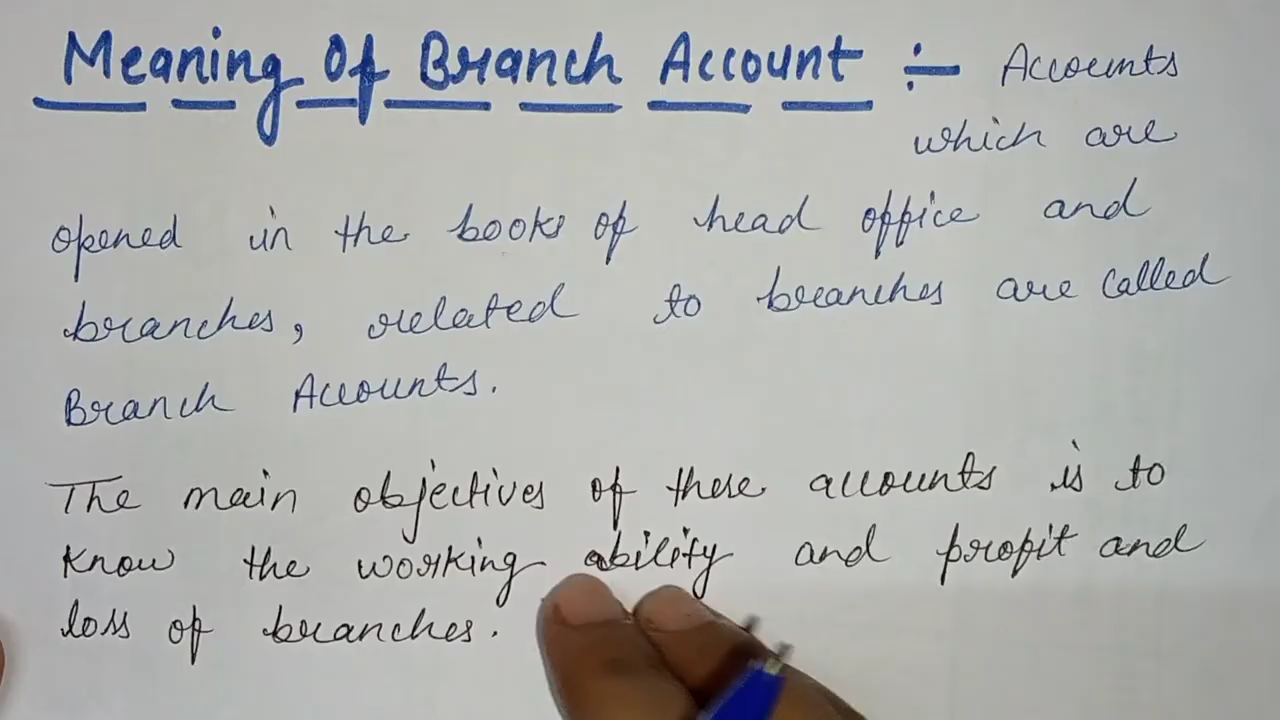 Meaning Of Branch Account :- Accounts
which are
opened in the books of head office and
branches, related to branches are called
Branch Accounts.
The main objectives of these accounts is to
know the working ability and profit and
loss of branches.